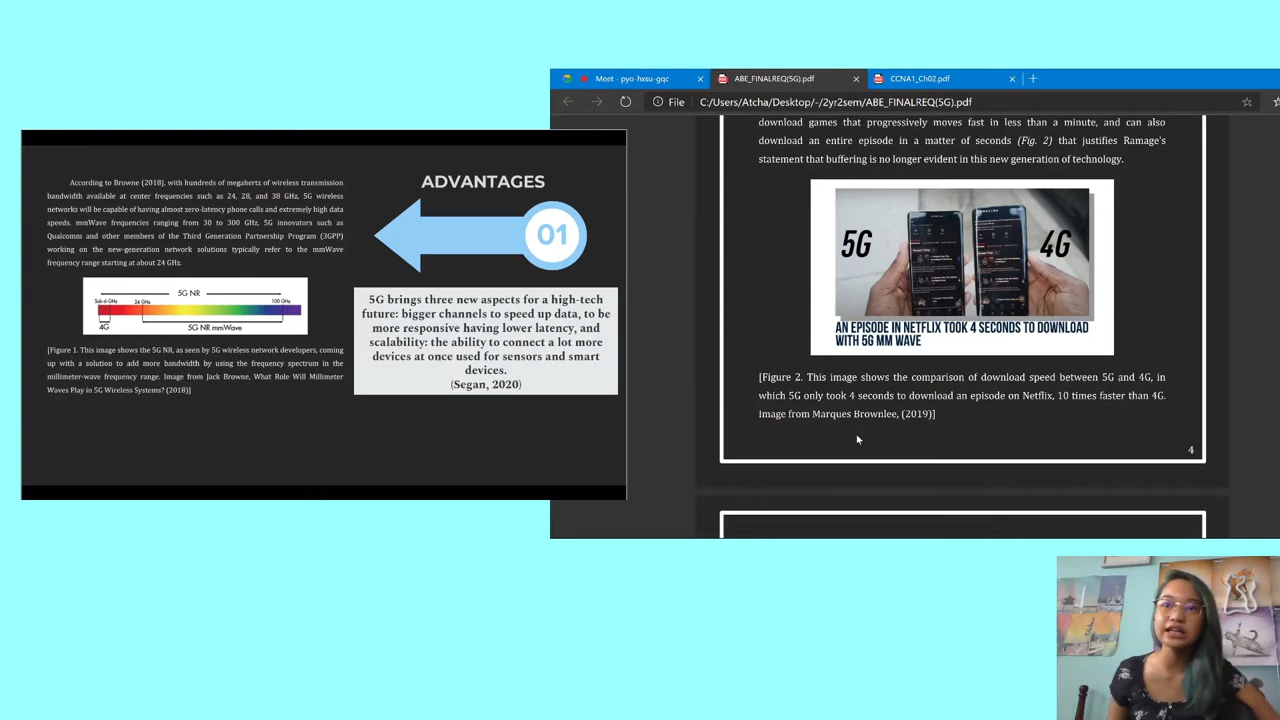 According to Browne (2018), with hundreds of megahertz of wireless transmission
bandwidth available at center frequencies such as 24, 28, and 38 GHz, 5G wireless
networks will be capable of having almost zero-latency phone calls and extremely high data
speeds. mmWave frequencies ranging from 30 to 300 GHz, 5G innovators such as
Qualcomm and other members of the Third Generation Partnership Program (3GPP)
working on the new-generation network solutions typically refer to the mmWave
frequency range starting at about 24 GHz.
5G NR
Sub-6 GHz 24 GHz 100 GHz
4G 5G NR mmWave
[Figure 1. This image shows the 5G NR, as seen by 5G wireless network developers, coming
up with a solution to add more bandwidth by using the frequency spectrum in the
millimeter-wave frequency range. Image from Jack Browne, What Role Will Millimeter
Waves Play in 5G Wireless Systems? (2018)]
ADVANTAGES
01
5G brings three new aspects for a high-tech
future: bigger channels to speed up data, to be
more responsive having lower latency, and
scalability: the ability to connect a lot more
devices at once used for sensors and smart
devices.
(Segan, 2020)
Meet - pyo-hxsu-gqc ABE_FINALREQ(5G).pdf CCNA1_Ch02.pdf
File C:/Users/Atcha/Desktop/-/2yr2sem/ABE_FINALREQ(5G).pdf
download games that progressively moves fast in less than a minute, and can also
download an entire episode in a matter of seconds (Fig. 2) that justifies Ramage's
statement that buffering is no longer evident in this new generation of technology.
5G 4G
AN EPISODE IN NETFLIX TOOK 4 SECONDS TO DOWNLOAD
WITH 5G MM WAVE
[Figure 2. This image shows the comparison of download speed between 5G and 4G, in
which 5G only took 4 seconds to download an episode on Netflix, 10 times faster than 4G.
Image from Marques Brownlee, (2019)]
4